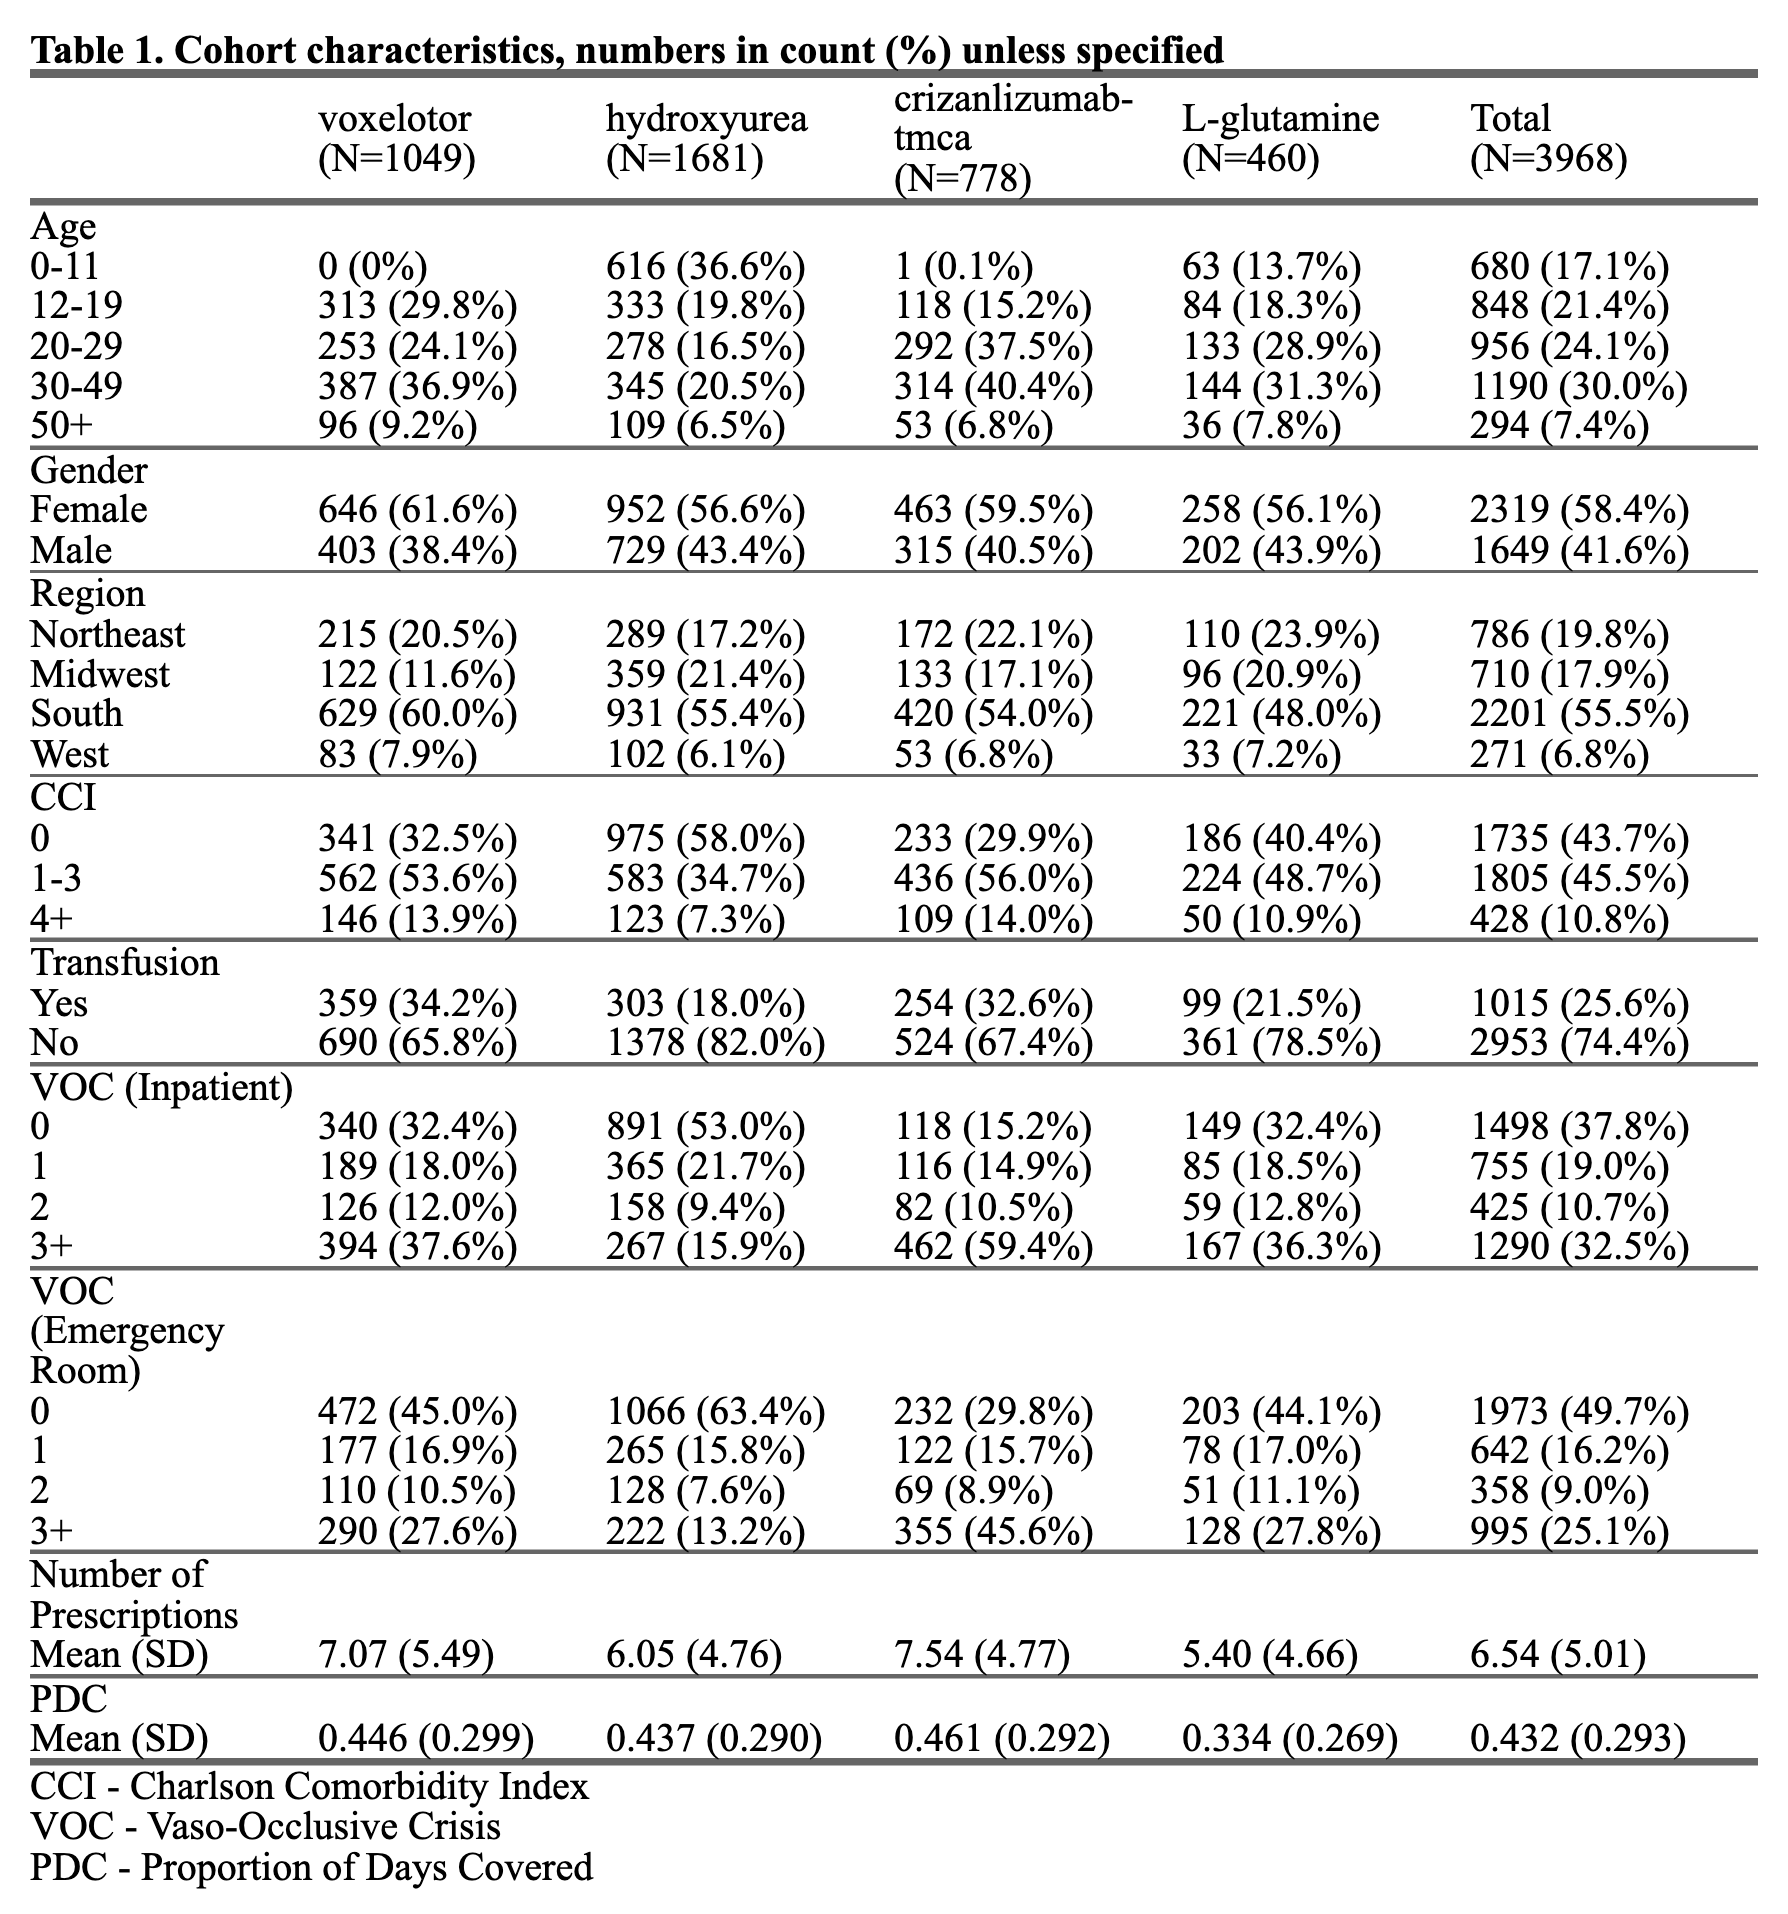 Table 1. Cohort characteristics, numbers in count (%) unless specified
voxelotor (N=1049) hydroxyurea (N=1681) crizanlizumab-tmca (N=778) L-glutamine (N=460) Total (N=3968)
Age
0-11 0 (0%) 616 (36.6%) 1 (0.1%) 63 (13.7%) 680 (17.1%)
12-19 313 (29.8%) 333 (19.8%) 118 (15.2%) 84 (18.3%) 848 (21.4%)
20-29 253 (24.1%) 278 (16.5%) 292 (37.5%) 133 (28.9%) 956 (24.1%)
30-49 387 (36.9%) 345 (20.5%) 314 (40.4%) 144 (31.3%) 1190 (30.0%)
50+ 96 (9.2%) 109 (6.5%) 53 (6.8%) 36 (7.8%) 294 (7.4%)
Gender
Female 646 (61.6%) 952 (56.6%) 463 (59.5%) 258 (56.1%) 2319 (58.4%)
Male 403 (38.4%) 729 (43.4%) 315 (40.5%) 202 (43.9%) 1649 (41.6%)
Region
Northeast 215 (20.5%) 289 (17.2%) 172 (22.1%) 110 (23.9%) 786 (19.8%)
Midwest 122 (11.6%) 359 (21.4%) 133 (17.1%) 96 (20.9%) 710 (17.9%)
South 629 (60.0%) 931 (55.4%) 420 (54.0%) 221 (48.0%) 2201 (55.5%)
West 83 (7.9%) 102 (6.1%) 53 (6.8%) 33 (7.2%) 271 (6.8%)
CCI
0 341 (32.5%) 975 (58.0%) 233 (29.9%) 186 (40.4%) 1735 (43.7%)
1-3 562 (53.6%) 583 (34.7%) 436 (56.0%) 224 (48.7%) 1805 (45.5%)
4+ 146 (13.9%) 123 (7.3%) 109 (14.0%) 50 (10.9%) 428 (10.8%)
Transfusion
Yes 359 (34.2%) 303 (18.0%) 254 (32.6%) 99 (21.5%) 1015 (25.6%)
No 690 (65.8%) 1378 (82.0%) 524 (67.4%) 361 (78.5%) 2953 (74.4%)
VOC (Inpatient)
0 340 (32.4%) 891 (53.0%) 118 (15.2%) 149 (32.4%) 1498 (37.8%)
1 189 (18.0%) 365 (21.7%) 116 (14.9%) 85 (18.5%) 755 (19.0%)
2 126 (12.0%) 158 (9.4%) 82 (10.5%) 59 (12.8%) 425 (10.7%)
3+ 394 (37.6%) 267 (15.9%) 462 (59.4%) 167 (36.3%) 1290 (32.5%)
VOC
(Emergency
Room)
0 472 (45.0%) 1066 (63.4%) 232 (29.8%) 203 (44.1%) 1973 (49.7%)
1 177 (16.9%) 265 (15.8%) 122 (15.7%) 78 (17.0%) 642 (16.2%)
2 110 (10.5%) 128 (7.6%) 69 (8.9%) 51 (11.1%) 358 (9.0%)
3+ 290 (27.6%) 222 (13.2%) 355 (45.6%) 128 (27.8%) 995 (25.1%)
Number of
Prescriptions
Mean (SD) 7.07 (5.49) 6.05 (4.76) 7.54 (4.77) 5.40 (4.66) 6.54 (5.01)
PDC
Mean (SD) 0.446 (0.299) 0.437 (0.290) 0.461 (0.292) 0.334 (0.269) 0.432 (0.293)
CCI - Charlson Comorbidity Index
VOC - Vaso-Occlusive Crisis
PDC - Proportion of Days Covered